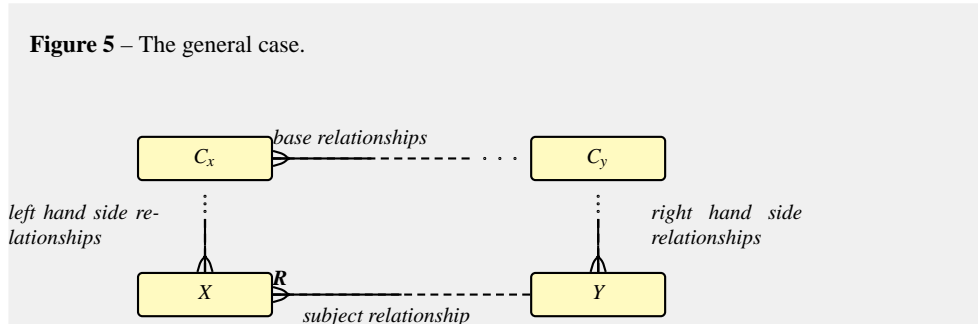 Figure 5 – The general case.
base relationships
Cx
Cy
left hand side re-
lationships
right hand side
relationships
R
X
Y
subject relationship